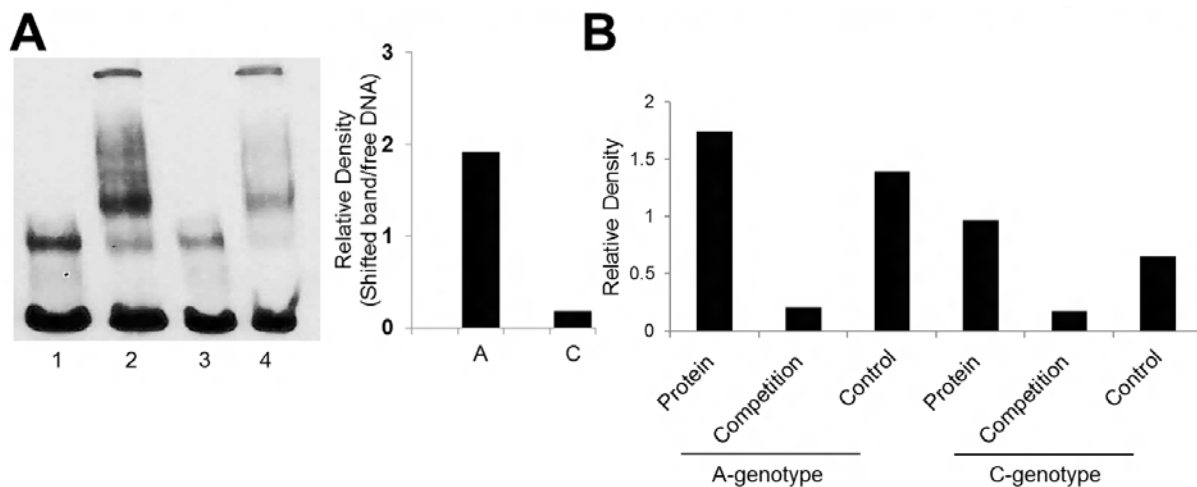 A
B
1 2 3 4
Relative Density
(Shifted band/free DNA)
3
2
1
0
A C
Relative Density
2
1.5
1
0.5
0
Protein Competition Control Protein Competition Control
A-genotype C-genotype